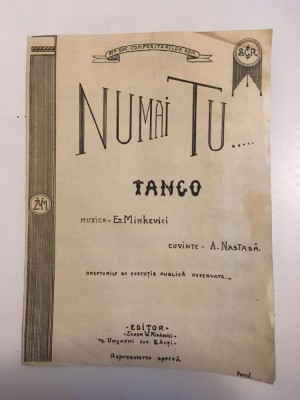 NUMAI TU.....
TANGO
MUZICA - EM. MINKEVICI
CUVINTE - A. NASTASĂ
DREPTURILE DE EXECUȚIE PUBLICĂ REZERVATE.
-EDITOR-
TG. UNGHENI JUD. BĂLȚI
Reproducerea oprită